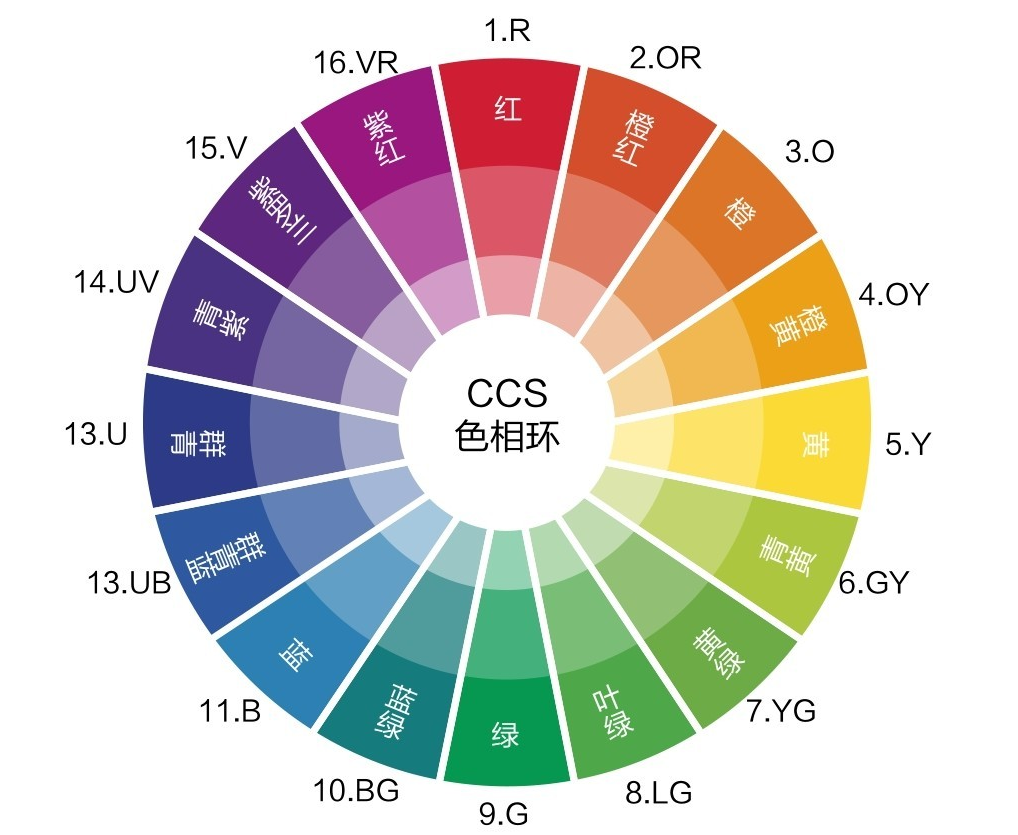 1.R
红
2.OR
橙
红
3.O
橙
4.OY
橙
黄
5.Y
黄
6.GY
青
黄
7.YG
黄
绿
8.LG
叶
绿
9.G
绿
10.BG
蓝
绿
11.B
蓝
13.UB
群青蓝
13.U
群青
14.UV
青紫
15.V
紫罗兰
16.VR
紫
红
CCS
色相环